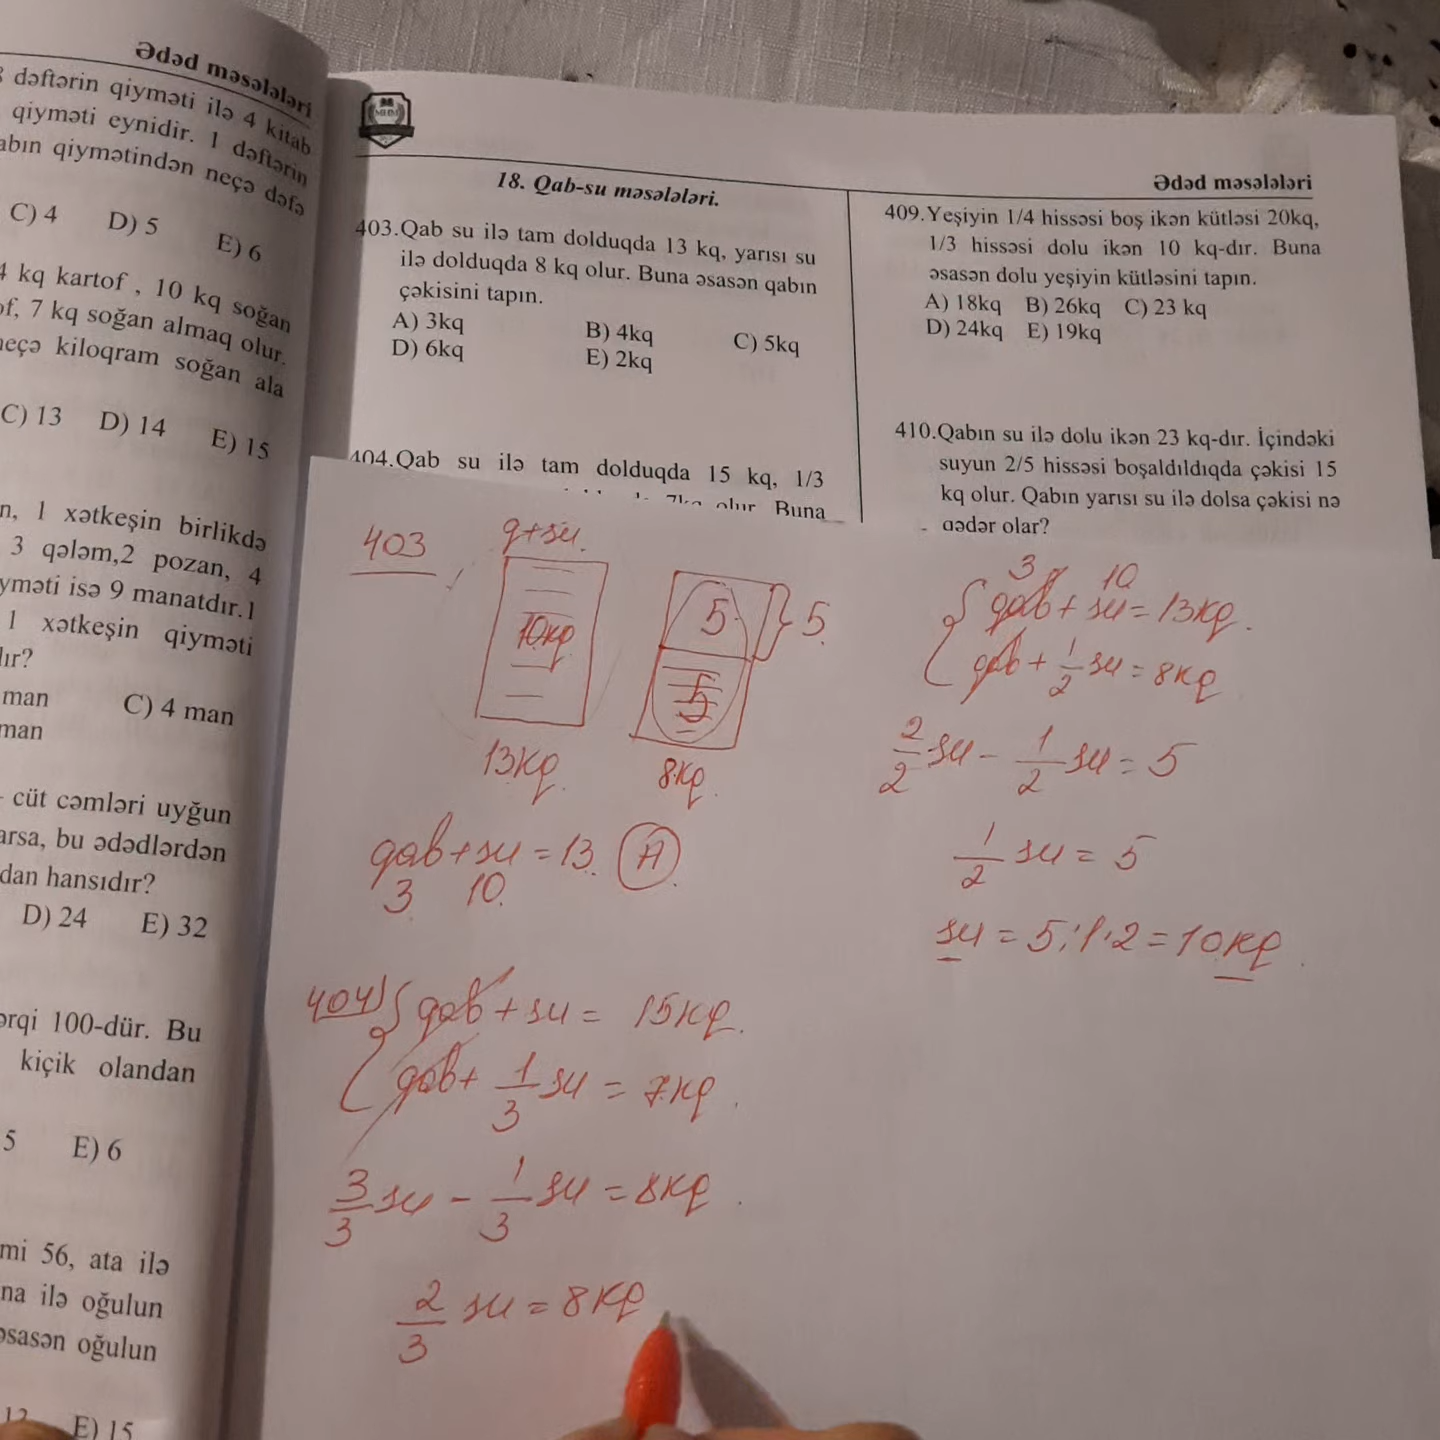 Ədəd məsələləri
8 dəftərin qiyməti ilə 4 kitab
qiyməti eynidir. 1 dəftərin
abın qiymətindən neçə dəfə
C) 4 D) 5 E) 6
4 kq kartof , 10 kq soğan
of, 7 kq soğan almaq olur.
neçə kiloqram soğan ala
C) 13 D) 14 E) 15
n, 1 xətkeşin birlikdə
3 qələm,2 pozan, 4
yməti isə 9 manatdır.1
1 xətkeşin qiyməti
lır?
man C) 4 man
man
cüt cəmləri uyğun
arsa, bu ədədlərdən
dan hansıdır?
D) 24 E) 32
ərqi 100-dür. Bu
kiçik olandan
5 E) 6
mi 56, ata ilə
na ilə oğulun
əsasən oğulun
12 E) 15
Ədəd məsələləri
18. Qab-su məsələləri.
403.Qab su ilə tam dolduqda 13 kq, yarısı su
ilə dolduqda 8 kq olur. Buna əsasən qabın
çəkisini tapın.
A) 3kq B) 4kq C) 5kq
D) 6kq E) 2kq
404.Qab su ilə tam dolduqda 15 kq, 1/3
7kq olur. Buna
409.Yeşiyin 1/4 hissəsi boş ikən kütləsi 20kq,
1/3 hissəsi dolu ikən 10 kq-dır. Buna
əsasən dolu yeşiyin kütləsini tapın.
A) 18kq B) 26kq C) 23 kq
D) 24kq E) 19kq
410.Qabın su ilə dolu ikən 23 kq-dır. İçindəki
suyun 2/5 hissəsi boşaldıldıqda çəkisi 15
kq olur. Qabın yarısı su ilə dolsa çəkisi nə
qədər olar?
403
q+su.
10kq
13kq.
5
5
} 5.
8kq.
qab+su = 13. A
3 10.
3 10
qab + su = 13kq.
qab + 1/2 su = 8kq
2/2 su - 1/2 su = 5
1/2 su = 5
su = 5:1·2 = 10kq
404) qab + su = 15kq.
qab + 1/3 su = 7kq.
3/3 su - 1/3 su = 8kq.
2/3 su = 8kq